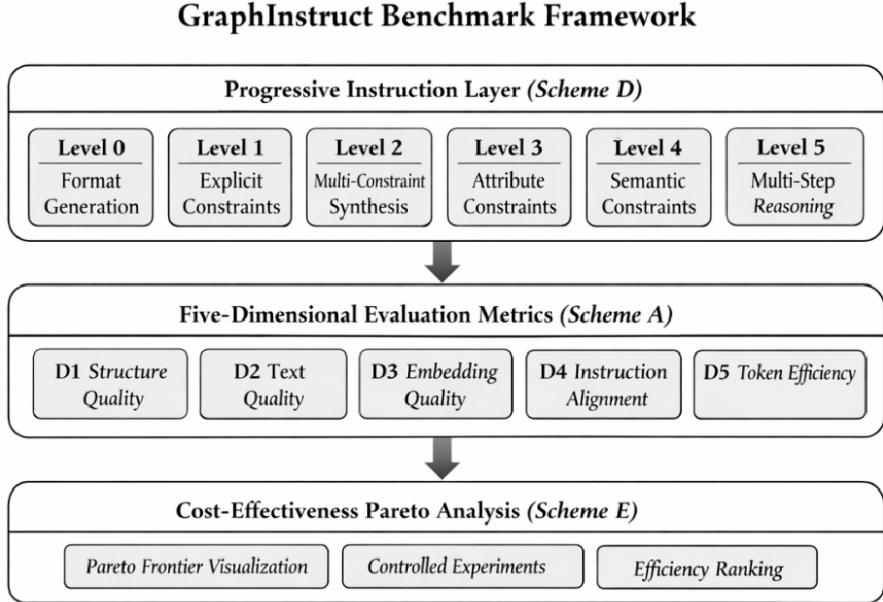 GraphInstruct Benchmark Framework
Progressive Instruction Layer (Scheme D)
Level 0
Format
Generation
Level 1
Explicit
Constraints
Level 2
Multi-Constraint
Synthesis
Level 3
Attribute
Constraints
Level 4
Semantic
Constraints
Level 5
Multi-Step
Reasoning
Five-Dimensional Evaluation Metrics (Scheme A)
D1 Structure
Quality
D2 Text
Quality
D3 Embedding
Quality
D4 Instruction
Alignment
D5 Token Efficiency
Cost-Effectiveness Pareto Analysis (Scheme E)
Pareto Frontier Visualization
Controlled Experiments
Efficiency Ranking